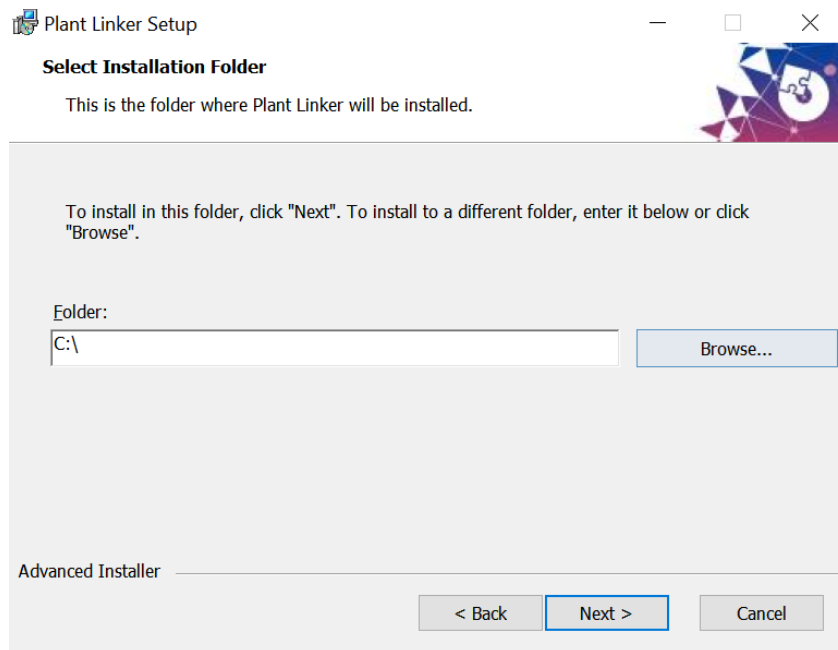 Plant Linker Setup
Select Installation Folder
This is the folder where Plant Linker will be installed.
To install in this folder, click "Next". To install to a different folder, enter it below or click
"Browse".
Folder:
C:\
Browse...
Advanced Installer
< Back
Next >
Cancel